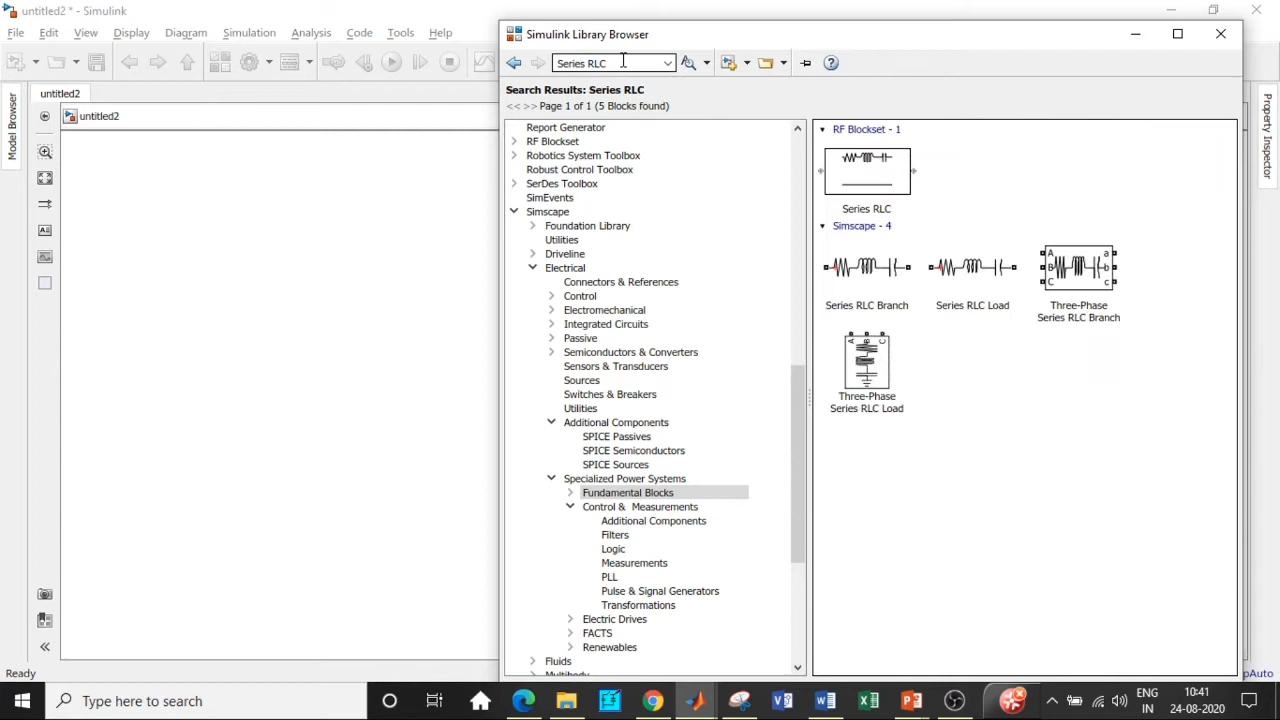 untitled2 * - Simulink
File Edit View Display Diagram Simulation Analysis Code Tools Help
untitled2
untitled2
Model Browser
Ready
Simulink Library Browser
Series RLC
Search Results: Series RLC
<< >> Page 1 of 1 (5 Blocks found)
Report Generator
RF Blockset
Robotics System Toolbox
Robust Control Toolbox
SerDes Toolbox
SimEvents
Simscape
Foundation Library
Utilities
Driveline
Electrical
Connectors & References
Control
Electromechanical
Integrated Circuits
Passive
Semiconductors & Converters
Sensors & Transducers
Sources
Switches & Breakers
Utilities
Additional Components
SPICE Passives
SPICE Semiconductors
SPICE Sources
Specialized Power Systems
Fundamental Blocks
Control & Measurements
Additional Components
Filters
Logic
Measurements
PLL
Pulse & Signal Generators
Transformations
Electric Drives
FACTS
Renewables
Fluids
Multibody
RF Blockset - 1
Series RLC
Simscape - 4
A a
B b
C c
Series RLC Branch
Series RLC Load
Three-Phase
Series RLC Branch
A B C
Three-Phase
Series RLC Load
Property Inspector
pAuto
Type here to search
ENG
IN
10:41
24-08-2020